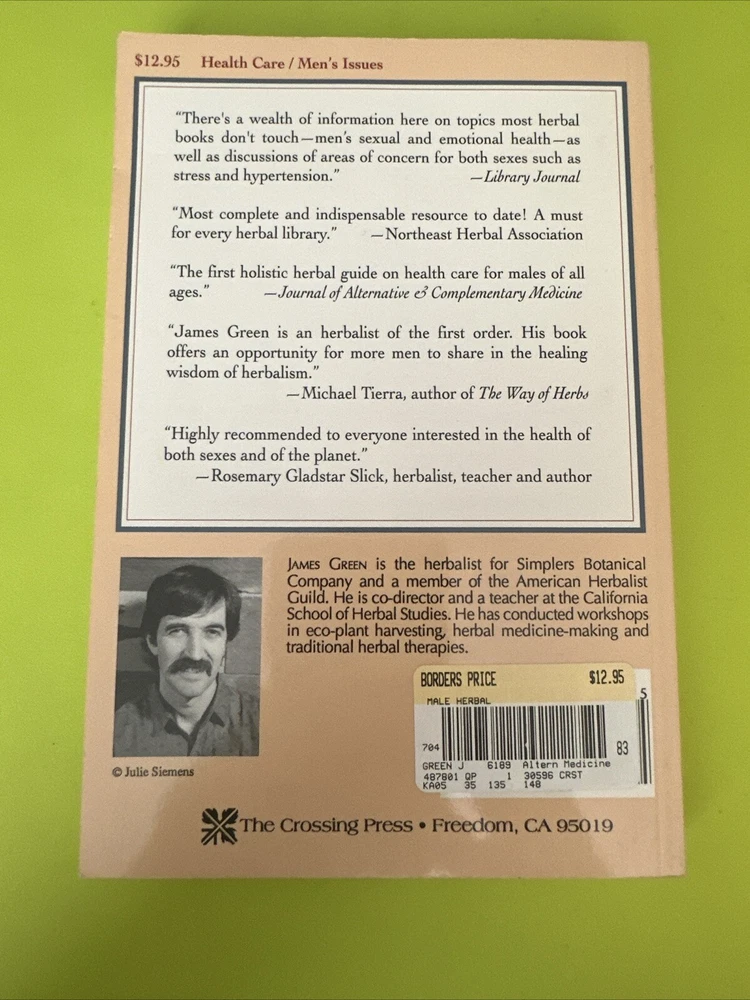 $12.95 Health Care / Men's Issues
“There's a wealth of information here on topics most herbal
books don't touch—men's sexual and emotional health—as
well as discussions of areas of concern for both sexes such as
stress and hypertension.” —Library Journal
“Most complete and indispensable resource to date! A must
for every herbal library.” —Northeast Herbal Association
“The first holistic herbal guide on health care for males of all
ages.” —Journal of Alternative & Complementary Medicine
“James Green is an herbalist of the first order. His book
offers an opportunity for more men to share in the healing
wisdom of herbalism.”
—Michael Tierra, author of The Way of Herbs
“Highly recommended to everyone interested in the health of
both sexes and of the planet.”
—Rosemary Gladstar Slick, herbalist, teacher and author
JAMES GREEN is the herbalist for Simplers Botanical
Company and a member of the American Herbalist
Guild. He is co-director and a teacher at the California
School of Herbal Studies. He has conducted workshops
in eco-plant harvesting, herbal medicine-making and
traditional herbal therapies.
BORDERS PRICE $12.95
MALE HERBAL
5
704 83
GREEN J 6189 Altern Medicine
487801 QP 1 30596 CRST
KA05 35 135 148
© Julie Siemens
The Crossing Press • Freedom, CA 95019